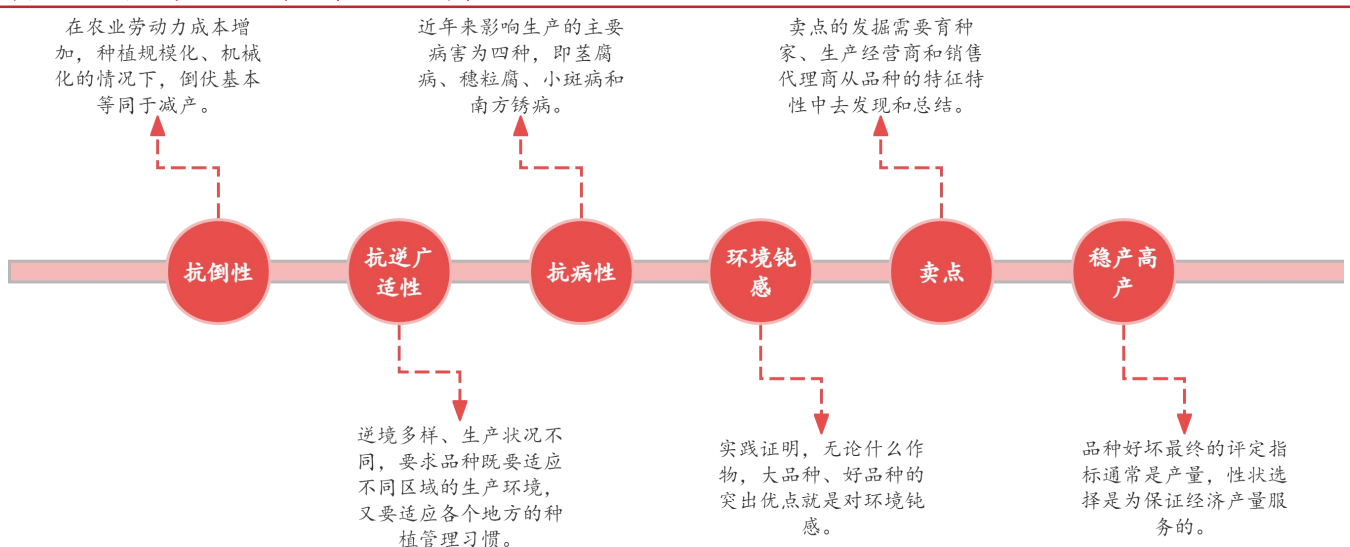 在农业劳动力成本增
加，种植规模化、机械
化的情况下，倒伏基本
等同于减产。
近年来影响生产的主要
病害为四种，即茎腐
病、穗粒腐、小斑病和
南方锈病。
卖点的发掘需要育种
家、生产经营商和销售
代理商从品种的特征特
性中去发现和总结。
抗倒性
抗逆广
适性
抗病性
环境钝
感
卖点
稳产高
产
逆境多样、生产状况不
同，要求品种既要适应
不同区域的生产环境，
又要适应各个地方的种
植管理习惯。
实践证明，无论什么作
物，大品种、好品种的
突出优点就是对环境钝
感。
品种好坏最终的评定指
标通常是产量，性状选
择是为保证经济产量服
务的。